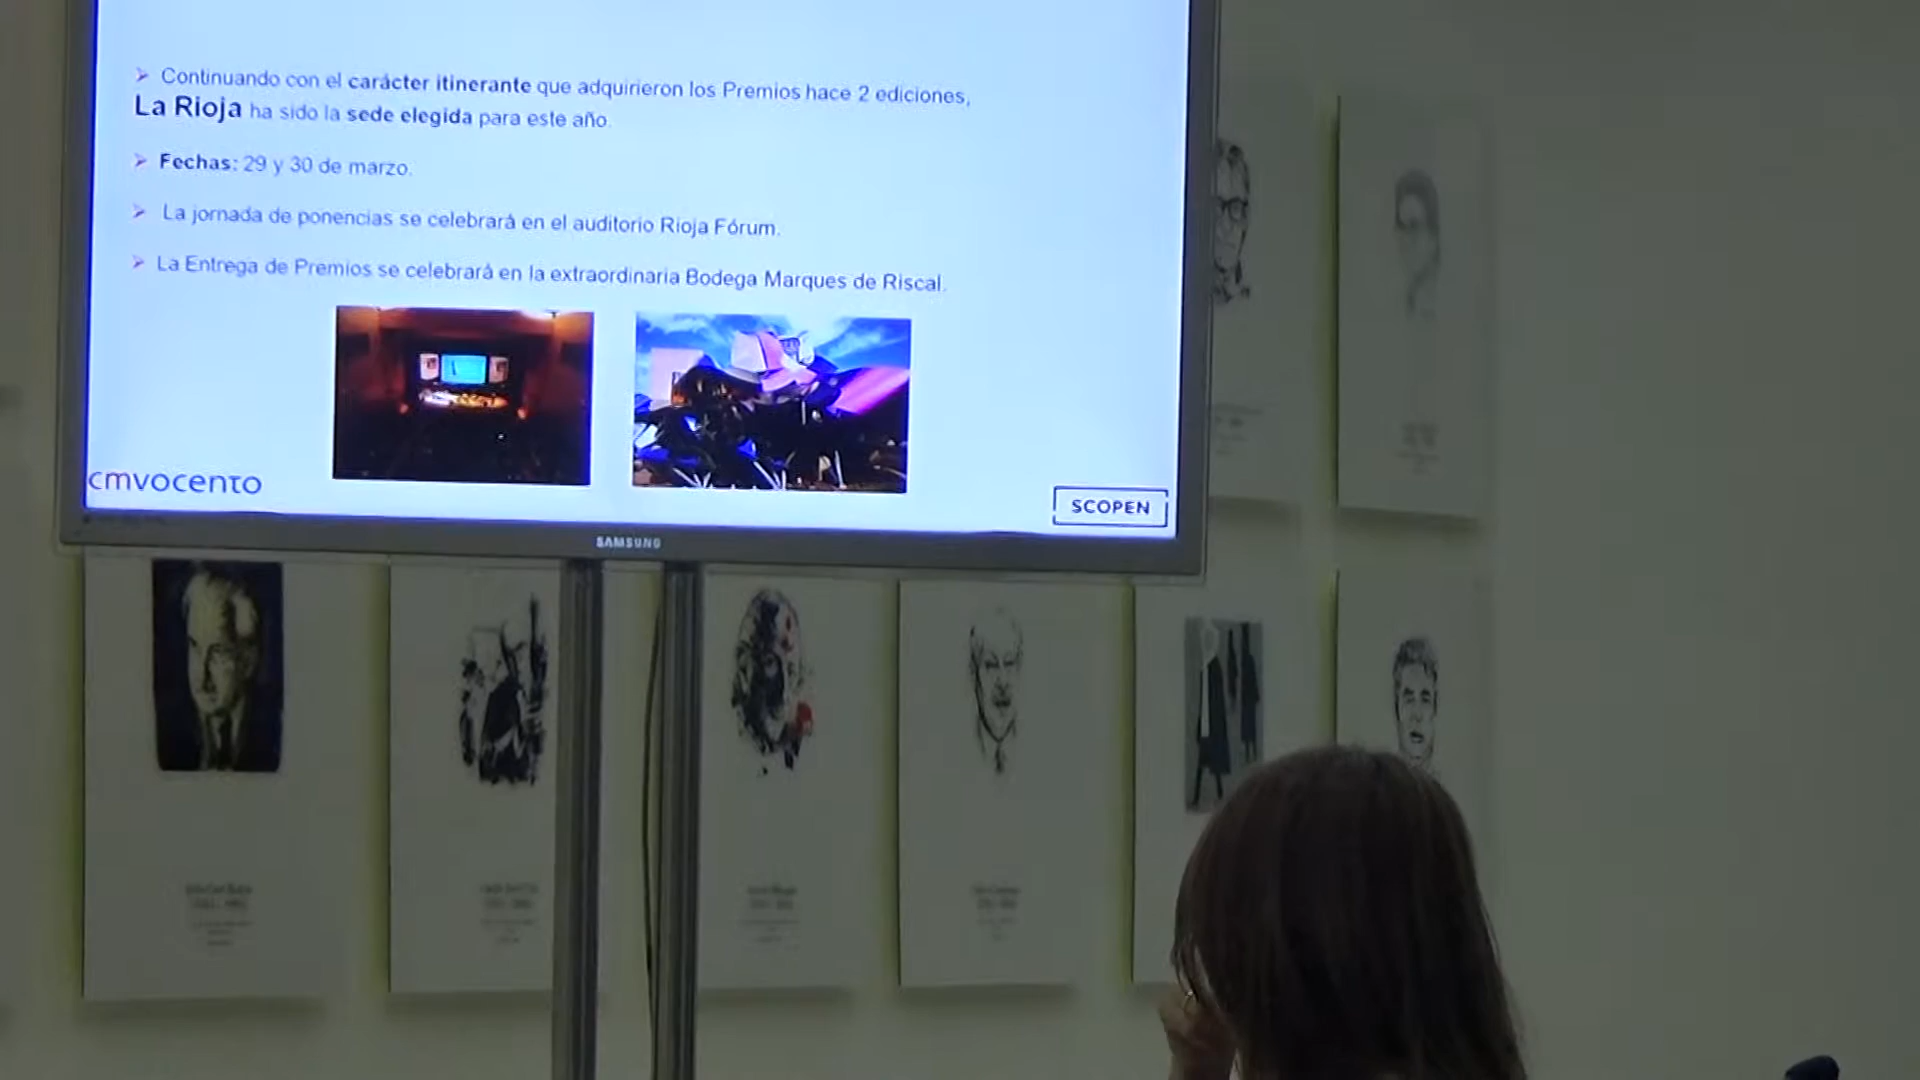 ➢ Continuando con el carácter itinerante que adquirieron los Premios hace 2 ediciones,
La Rioja ha sido la sede elegida para este año.
➢ Fechas: 29 y 30 de marzo.
➢ La jornada de ponencias se celebrará en el auditorio Rioja Fórum.
➢ La Entrega de Premios se celebrará en la extraordinaria Bodega Marques de Riscal.
cmvocento
SCOPEN
SAMSUNG